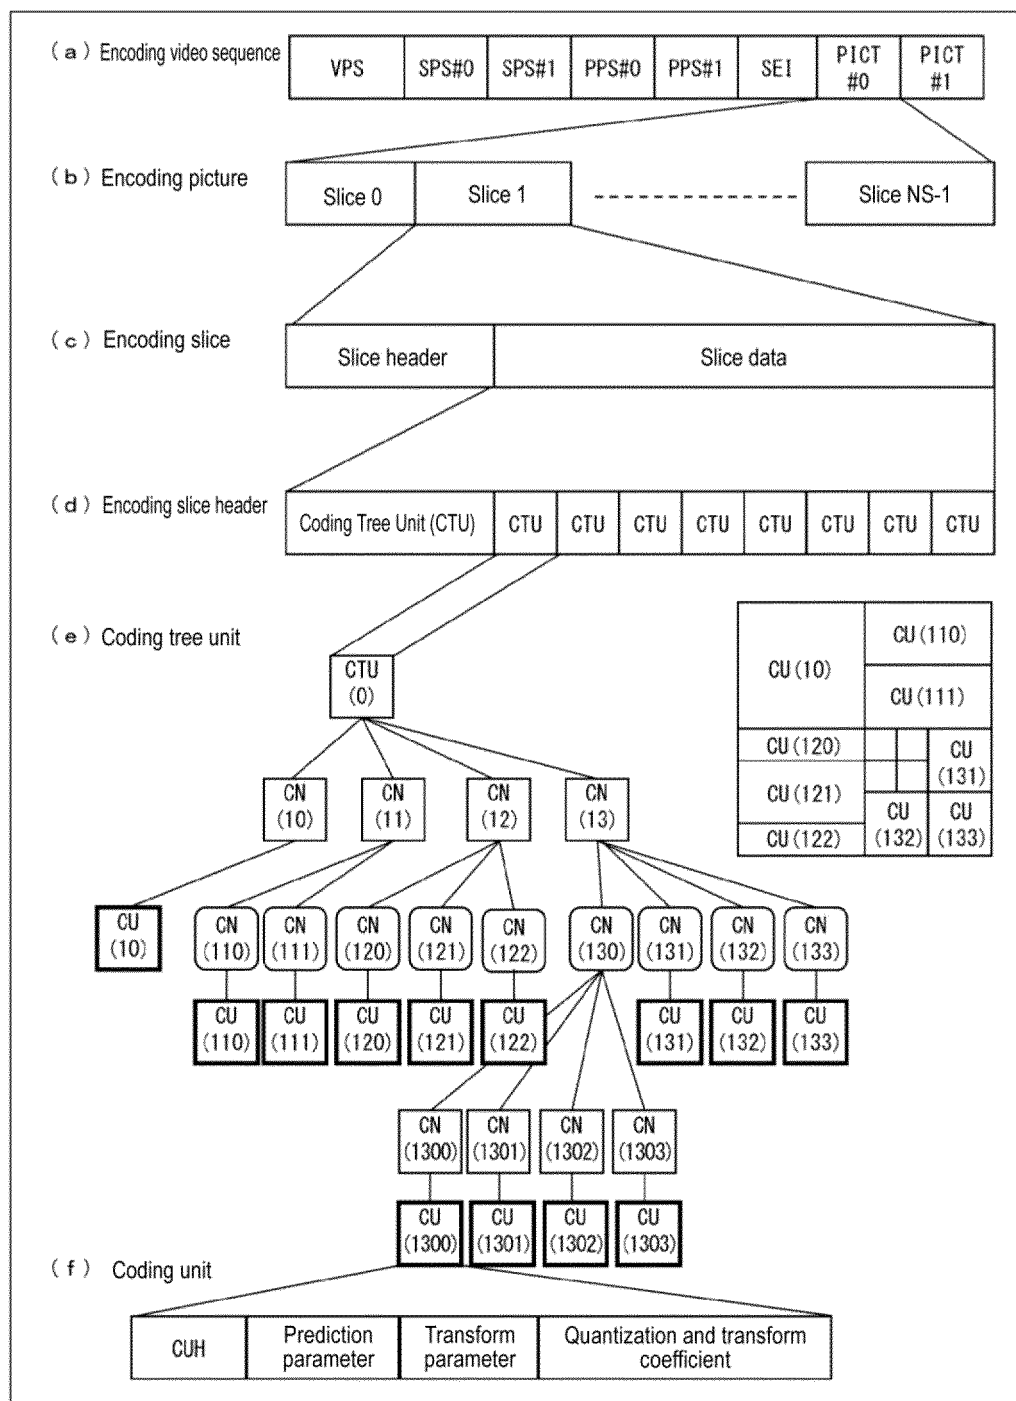 (a) Encoding video sequence
VPS SPS#0 SPS#1 PPS#0 PPS#1 SEI PICT #0 PICT #1
(b) Encoding picture
Slice 0 Slice 1 Slice NS-1
(c) Encoding slice
Slice header Slice data
(d) Encoding slice header
Coding Tree Unit (CTU) CTU CTU CTU CTU CTU CTU CTU CTU
(e) Coding tree unit
CTU
(0)
CU(10)
CU(110)
CU(111)
CU(120)
CU(121)
CU(122)
CU
(131)
CU
(132)
CU
(133)
CN CN CN CN
(10) (11) (12) (13)
CU CN CN CN CN CN CN CN CN CN
(10) (110) (111) (120) (121) (122) (130) (131) (132) (133)
CU CU CU CU CU CU CU CU
(110) (111) (120) (121) (122) (131) (132) (133)
CN CN CN CN
(1300) (1301) (1302) (1303)
CU CU CU CU
(1300) (1301) (1302) (1303)
(f) Coding unit
CUH
Prediction
parameter
Transform
parameter
Quantization and transform
coefficient